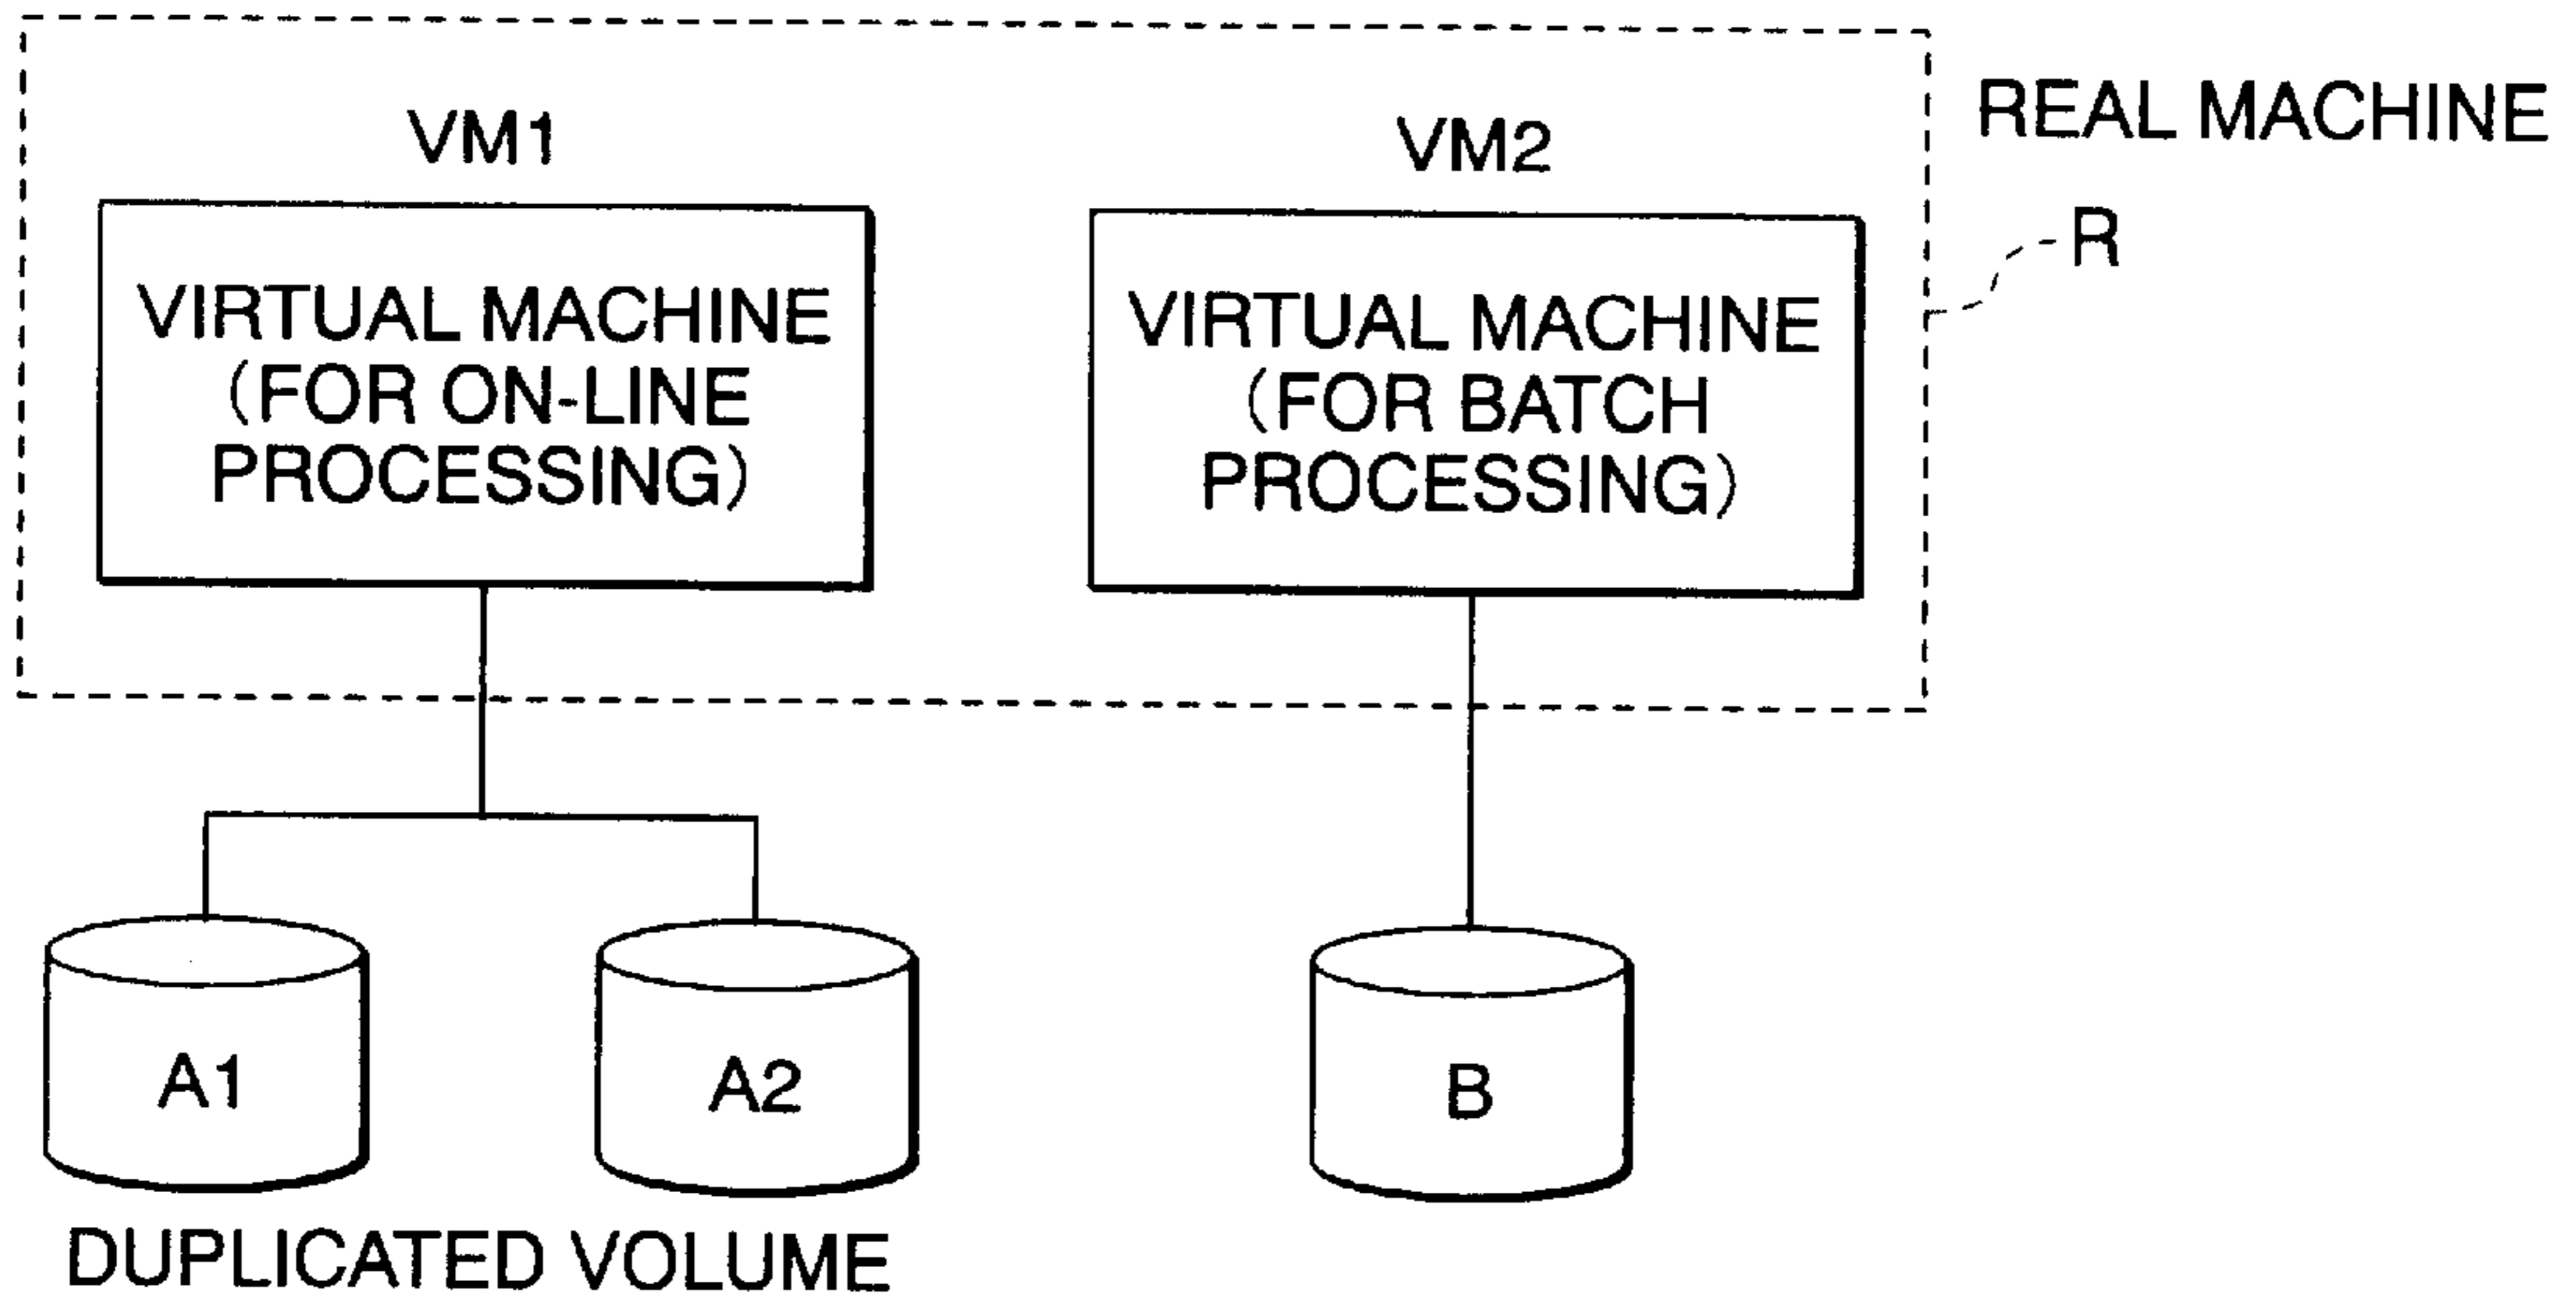 REAL MACHINE
R
VM1
VIRTUAL MACHINE
(FOR ON-LINE
PROCESSING)
VM2
VIRTUAL MACHINE
(FOR BATCH
PROCESSING)
A1
A2
B
DUPLICATED VOLUME